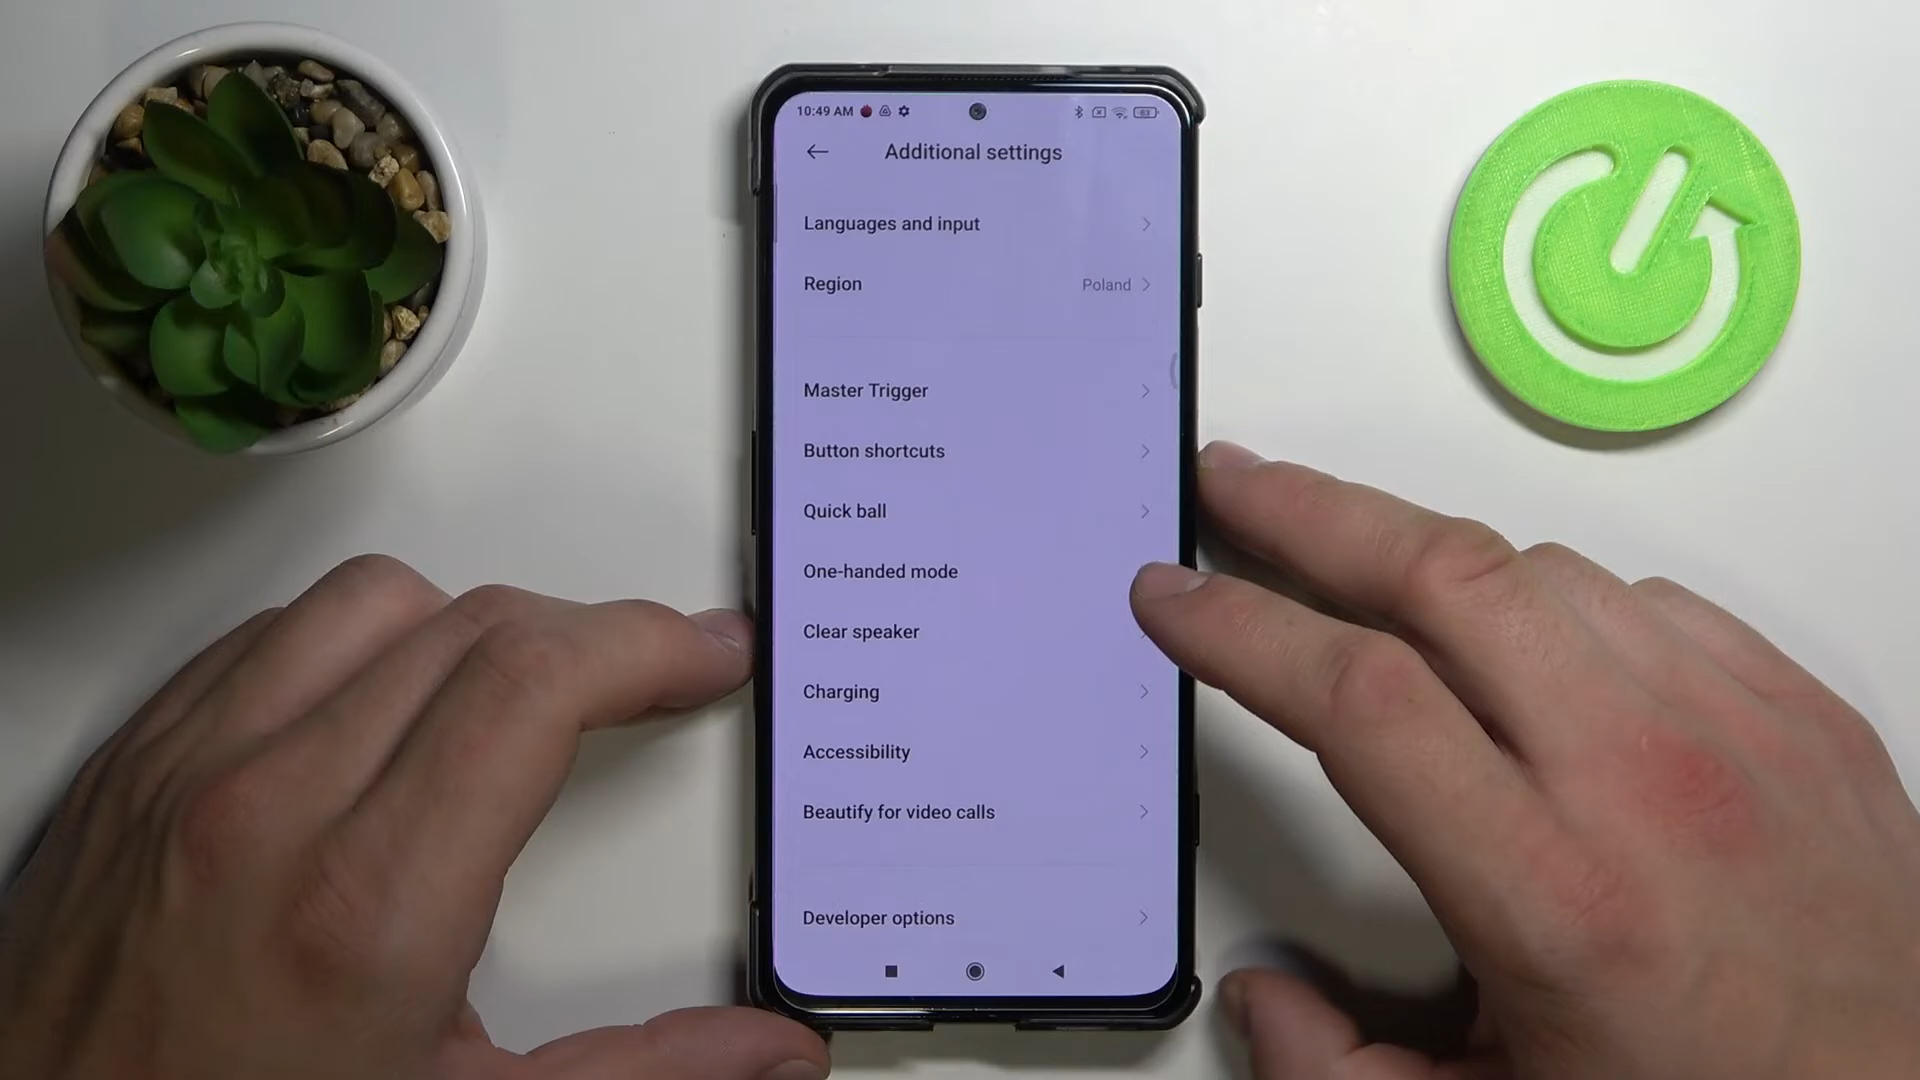 10:49 AM
Additional settings
Languages and input
Region Poland
Master Trigger
Button shortcuts
Quick ball
One-handed mode
Clear speaker
Charging
Accessibility
Beautify for video calls
Developer options